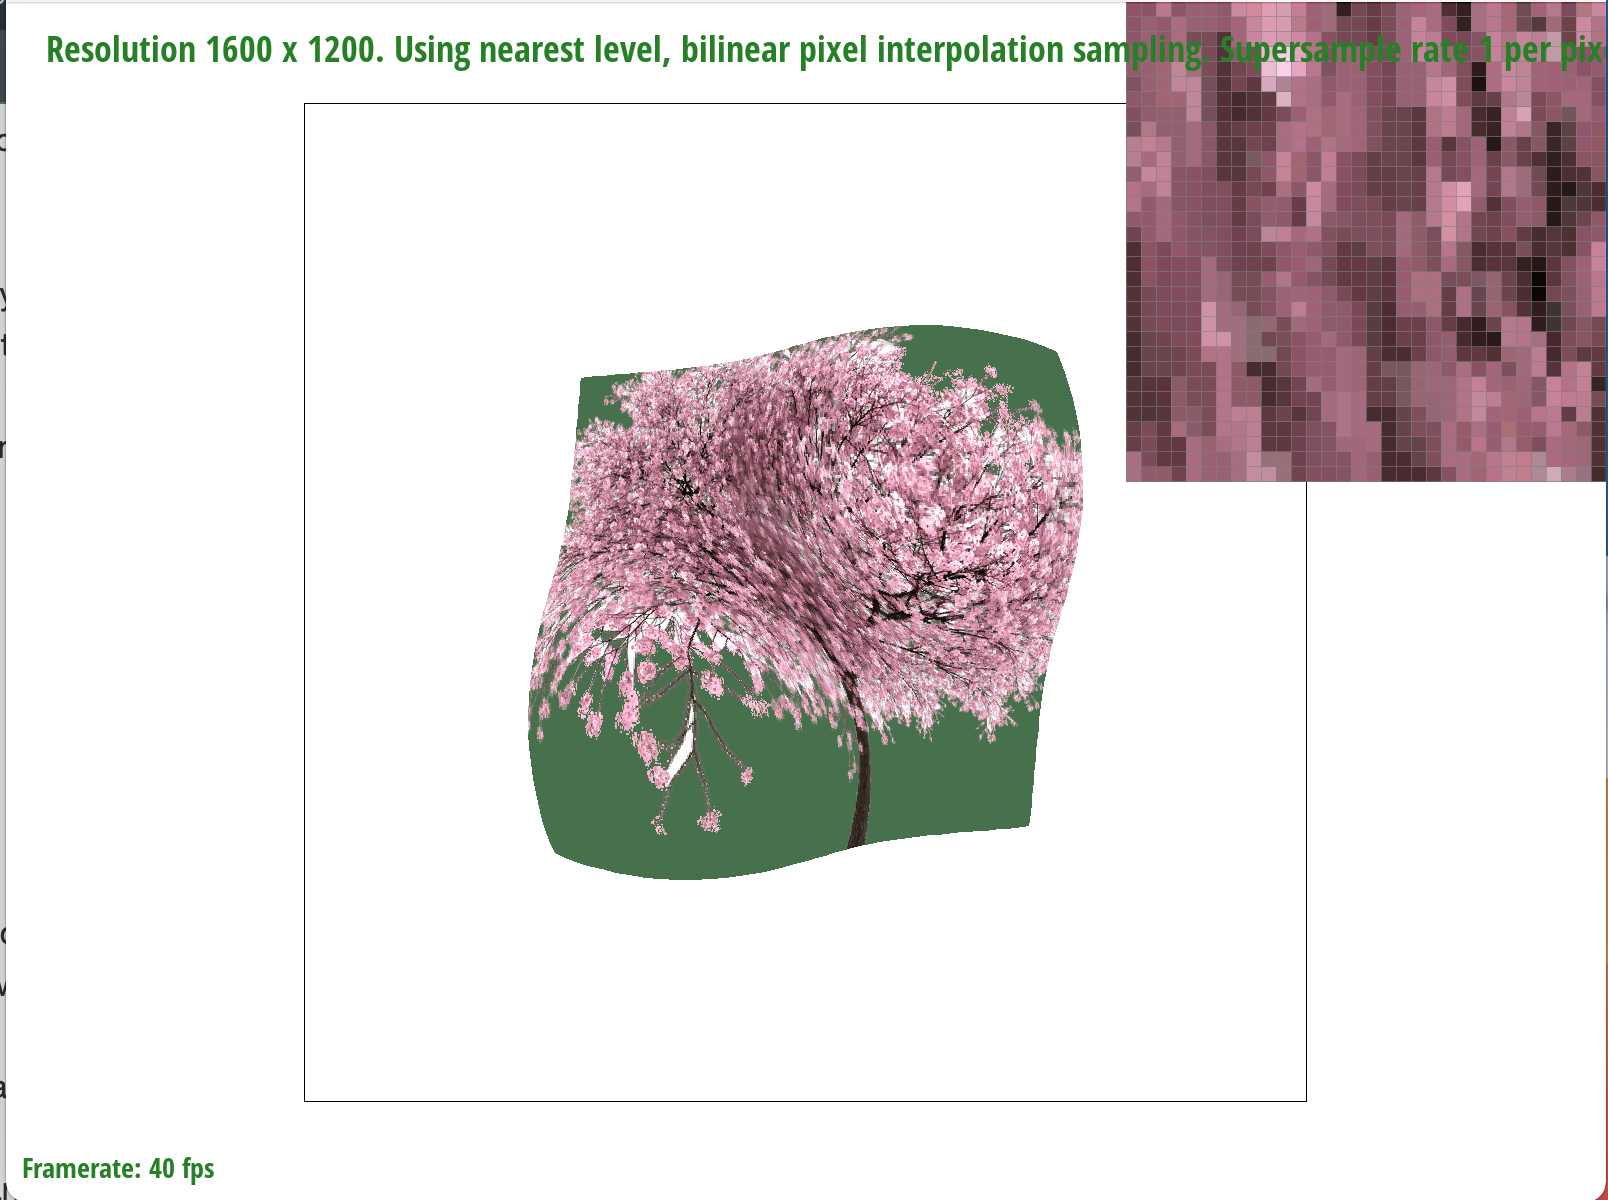 Resolution 1600 x 1200. Using nearest level, bilinear pixel interpolation sampling. Supersample rate 1 per pix
Framerate: 40 fps